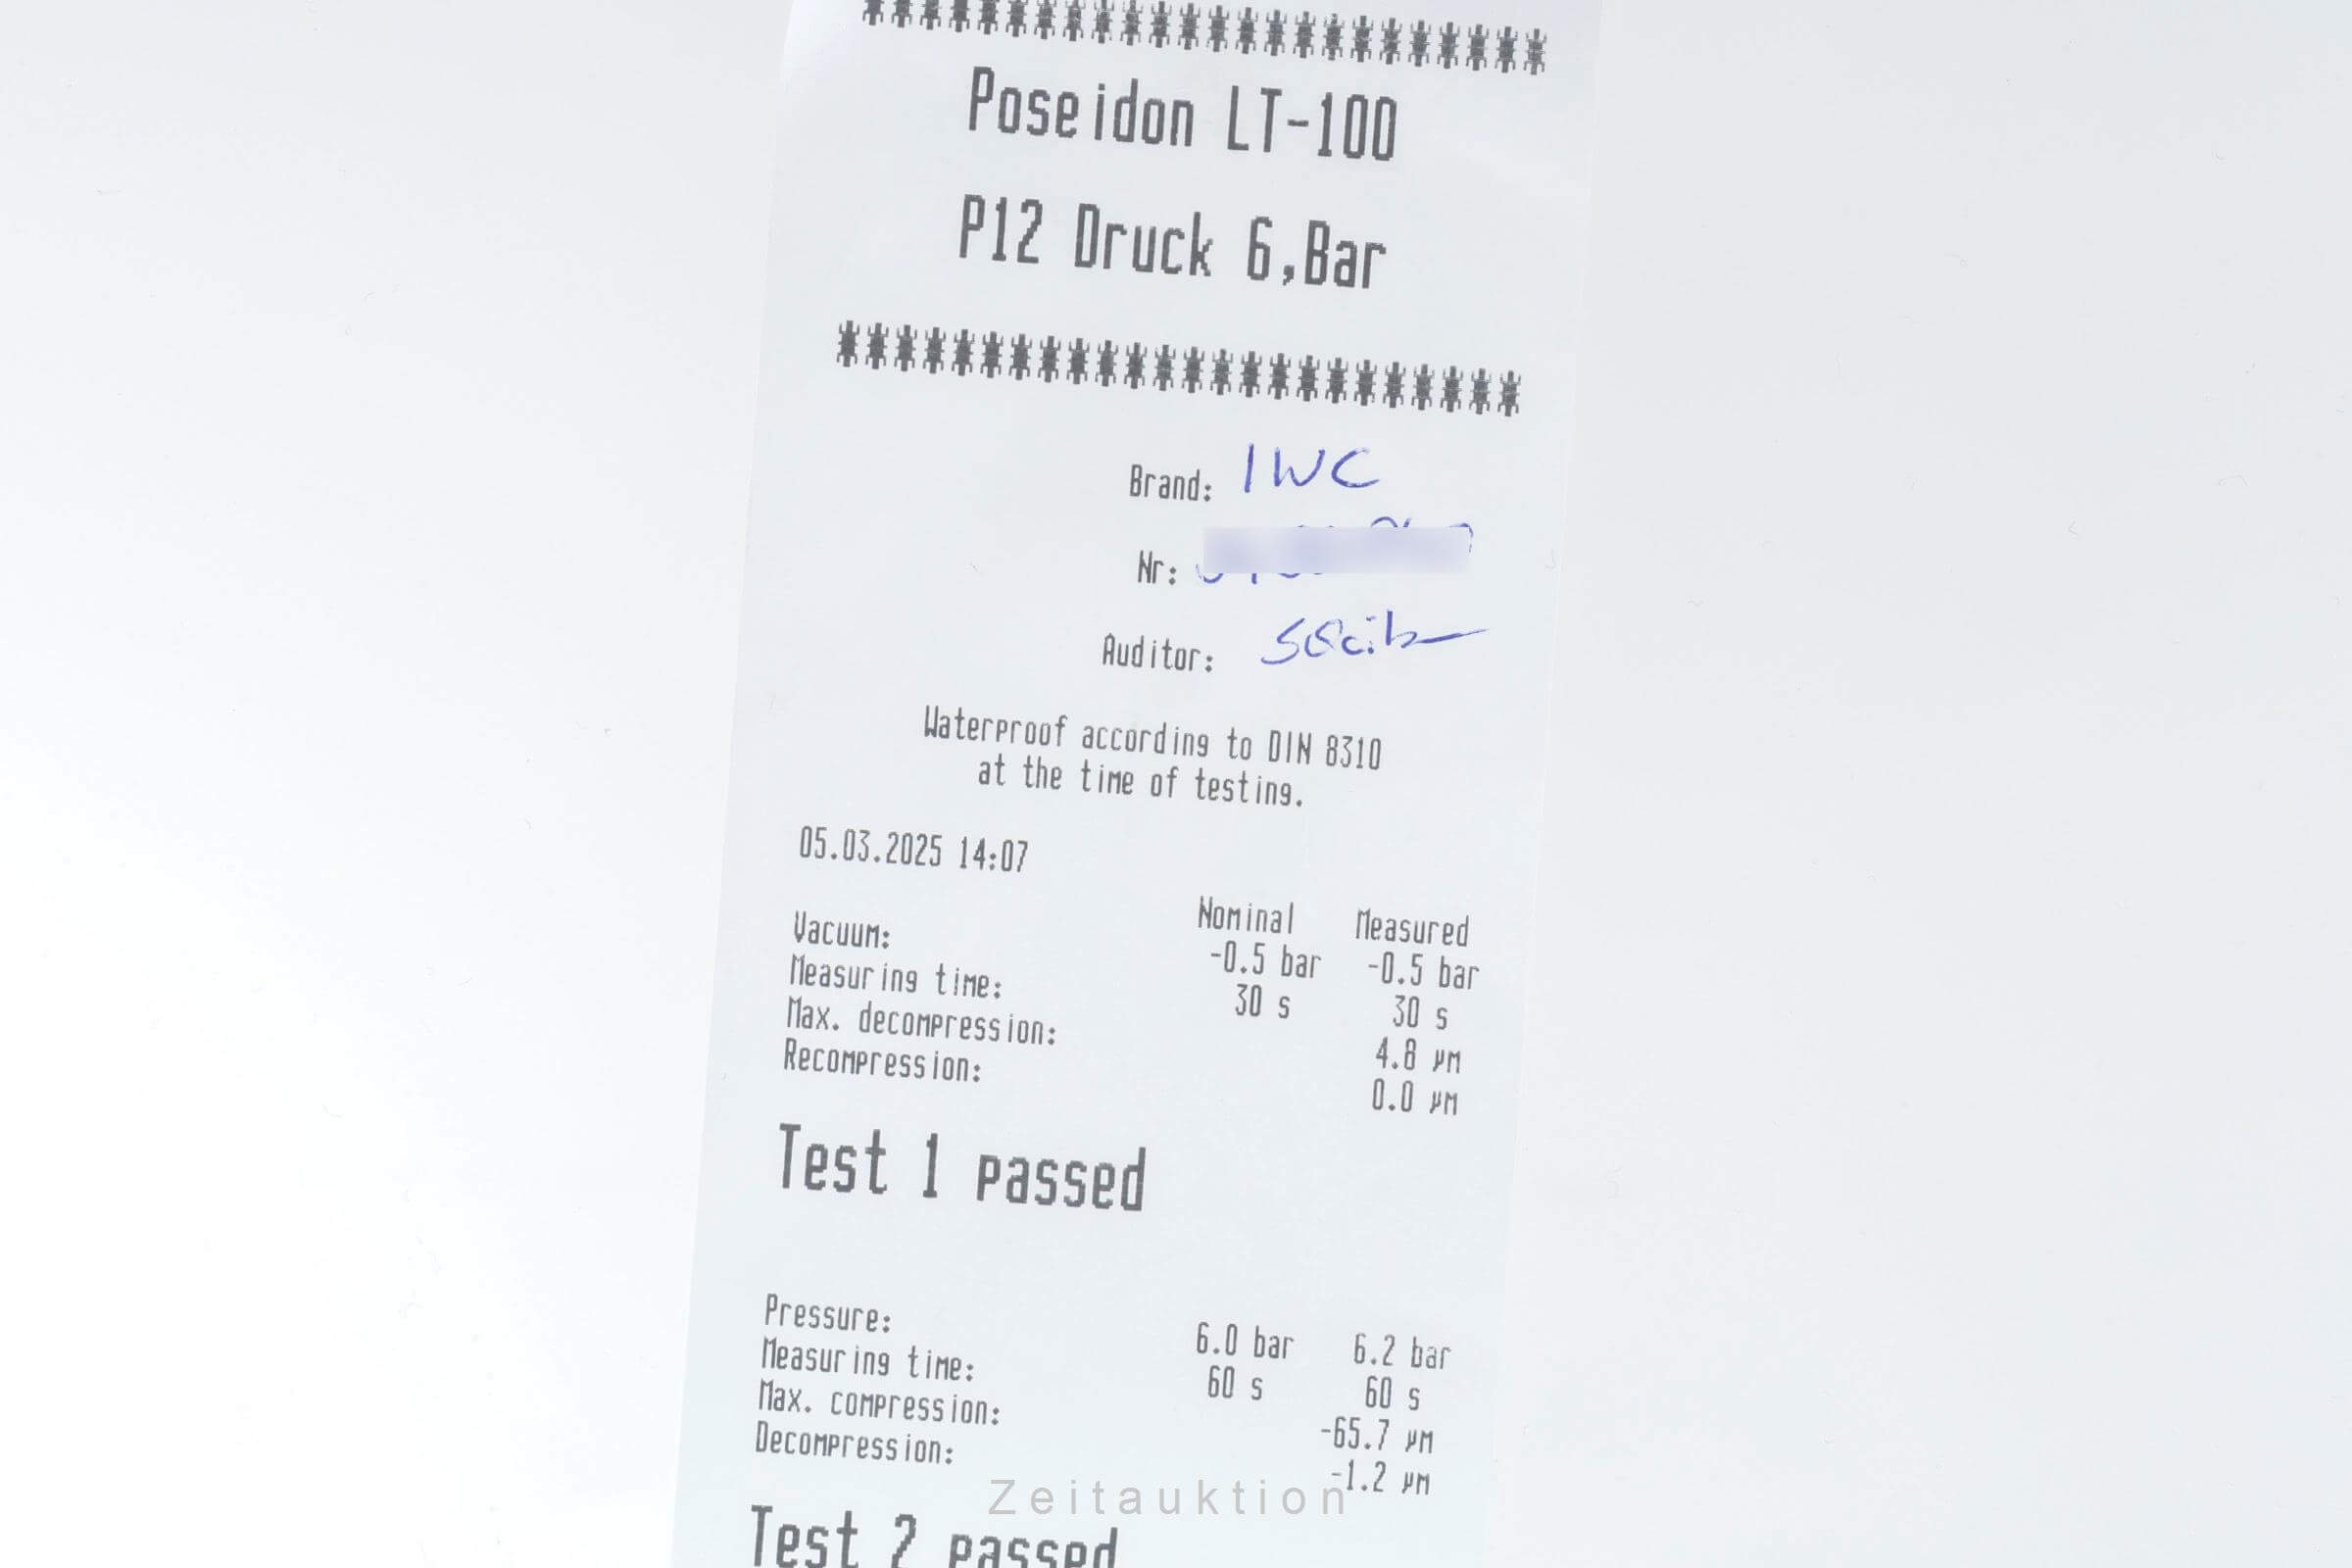 Poseidon LT-100
P12 Druck 6,Bar
Brand: IWC
Nr:
Auditor:
Waterproof according to DIN 8310
at the time of testing.
05.03.2025 14:07
Nominal Measured
Vacuum: -0.5 bar -0.5 bar
Measuring time: 30 s 30 s
Max. decompression: 4.8 µm
Recompression: 0.0 µm
Test 1 passed
Pressure: 6.0 bar 6.2 bar
Measuring time: 60 s 60 s
Max. compression: -65.7 µm
Decompression: -1.2 µm
Test 2 passed
Zeitauktion